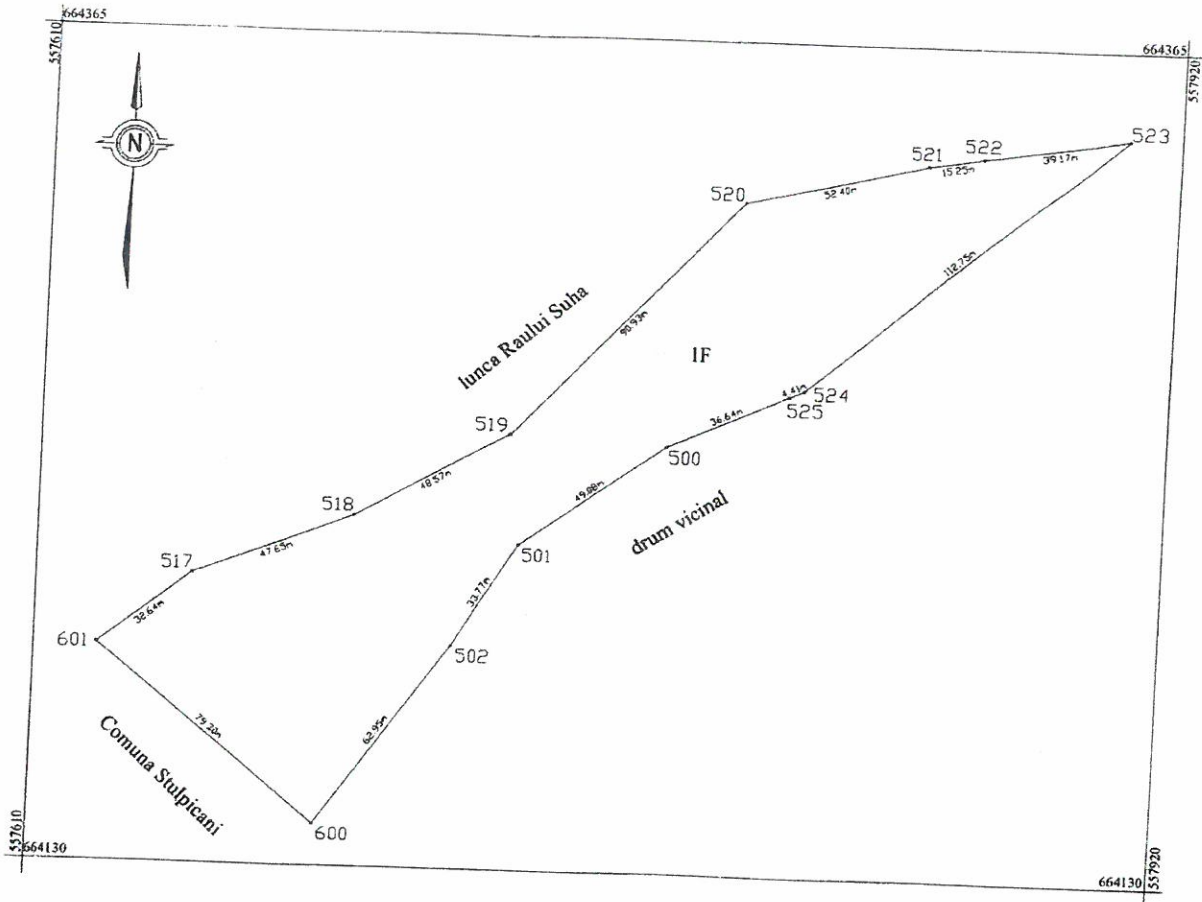 664365
557610
664365
557920
N
523
522
521
39.17m
15.25m
520
52.40m
112.75m
lunca Raului Suha
90.93m
1F
4.41m
524
525
519
36.64m
500
48.57m
49.88m
drum vicinal
518
501
517
47.65m
33.77m
32.64m
601
502
79.20m
62.95m
Comuna Stulpicani
600
557610
664130
557920
664130